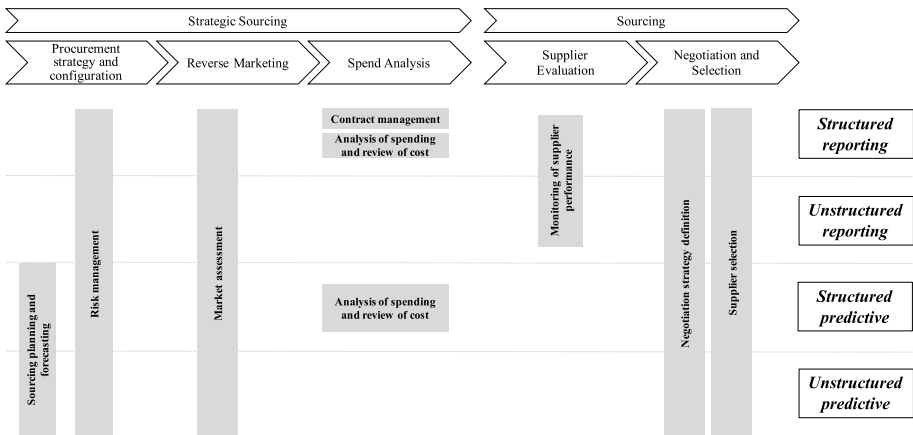 Strategic Sourcing
Sourcing
Procurement
strategy and
configuration
Reverse Marketing
Spend Analysis
Supplier
Evaluation
Negotiation and
Selection
Contract management
Analysis of spending
and review of cost
Structured
reporting
Monitoring of supplier
performance
Unstructured
reporting
Risk management
Market assessment
Negotiation strategy definition
Supplier selection
Sourcing planning and
forecasting
Analysis of spending
and review of cost
Structured
predictive
Unstructured
predictive